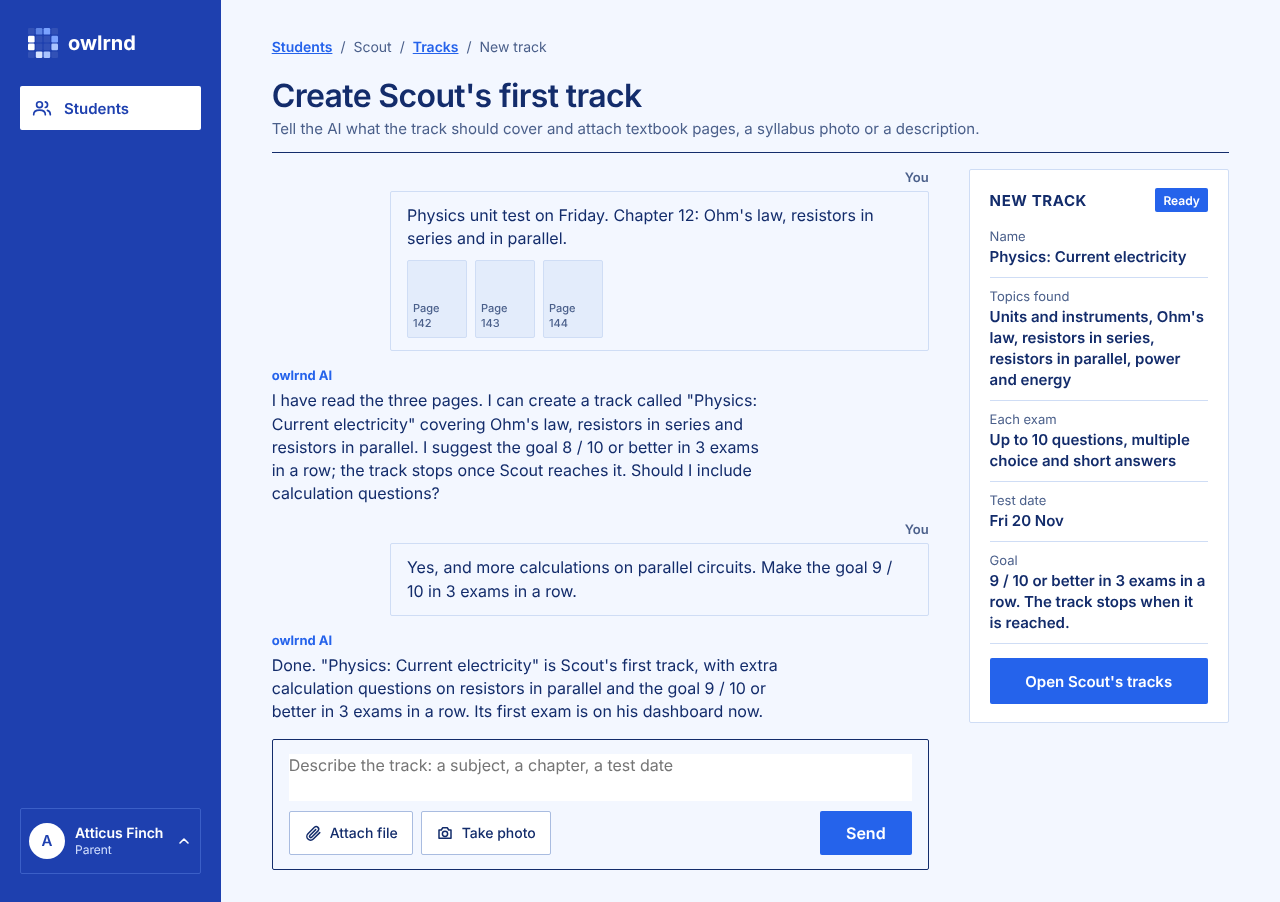 owlrnd
Students
Atticus Finch
Parent
A
Students / Scout / Tracks / New track
Create Scout's first track
Tell the AI what the track should cover and attach textbook pages, a syllabus photo or a description.
You
Physics unit test on Friday. Chapter 12: Ohm's law, resistors in
series and in parallel.
Page
142
Page
143
Page
144
owlrnd AI
I have read the three pages. I can create a track called "Physics:
Current electricity" covering Ohm's law, resistors in series and
resistors in parallel. I suggest the goal 8 / 10 or better in 3 exams
in a row; the track stops once Scout reaches it. Should I include
calculation questions?
You
Yes, and more calculations on parallel circuits. Make the goal 9 /
10 in 3 exams in a row.
owlrnd AI
Done. "Physics: Current electricity" is Scout's first track, with extra
calculation questions on resistors in parallel and the goal 9 / 10 or
better in 3 exams in a row. Its first exam is on his dashboard now.
Describe the track: a subject, a chapter, a test date
Attach file
Take photo
Send
NEW TRACK
Ready
Name
Physics: Current electricity
Topics found
Units and instruments, Ohm's
law, resistors in series,
resistors in parallel, power
and energy
Each exam
Up to 10 questions, multiple
choice and short answers
Test date
Fri 20 Nov
Goal
9 / 10 or better in 3 exams in a
row. The track stops when it
is reached.
Open Scout's tracks